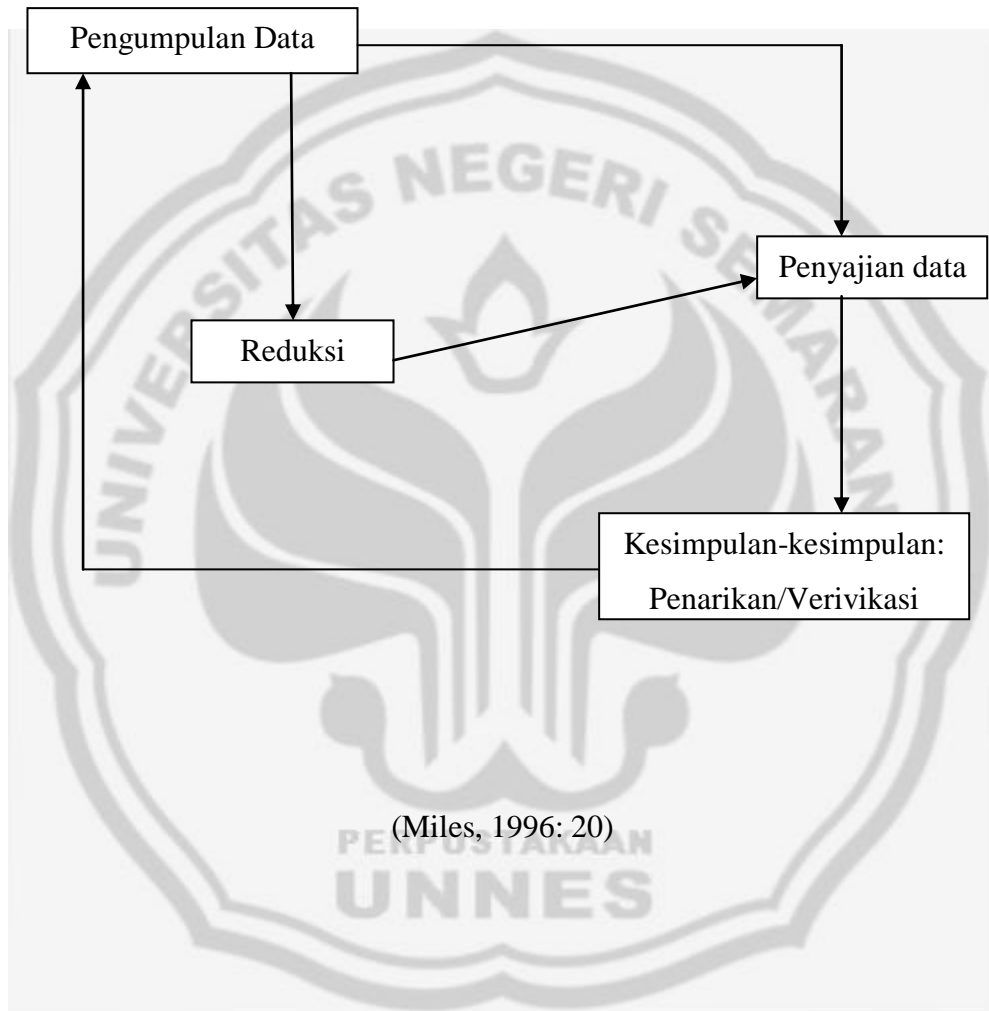 Pengumpulan Data
UNIVERSITAS NEGERI SEMARANG
Penyajian data
Reduksi
Kesimpulan-kesimpulan:
Penarikan/Verivikasi
(Miles, 1996: 20)
PERPUSTAKAAN
UNNES